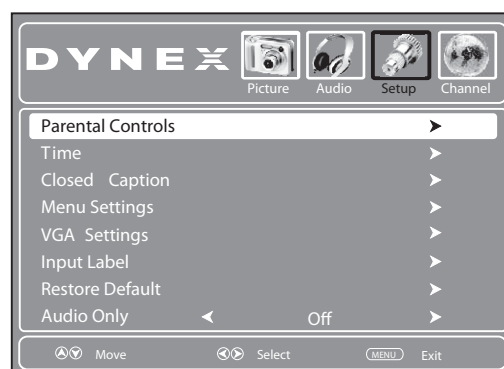 DYNEX
Picture Audio Setup Channel
Parental Controls
Time
Closed Caption
Menu Settings
VGA Settings
Input Label
Restore Default
Audio Only Off
Move Select MENU Exit